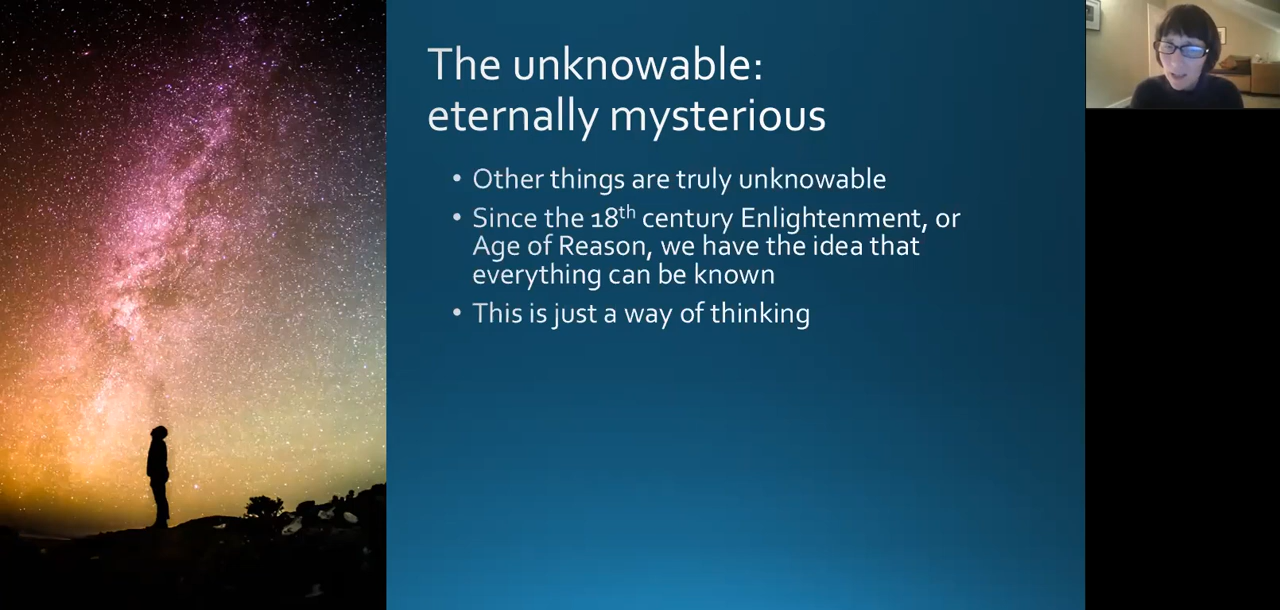 The unknowable:
eternally mysterious
• Other things are truly unknowable
• Since the 18th century Enlightenment, or
Age of Reason, we have the idea that
everything can be known
• This is just a way of thinking